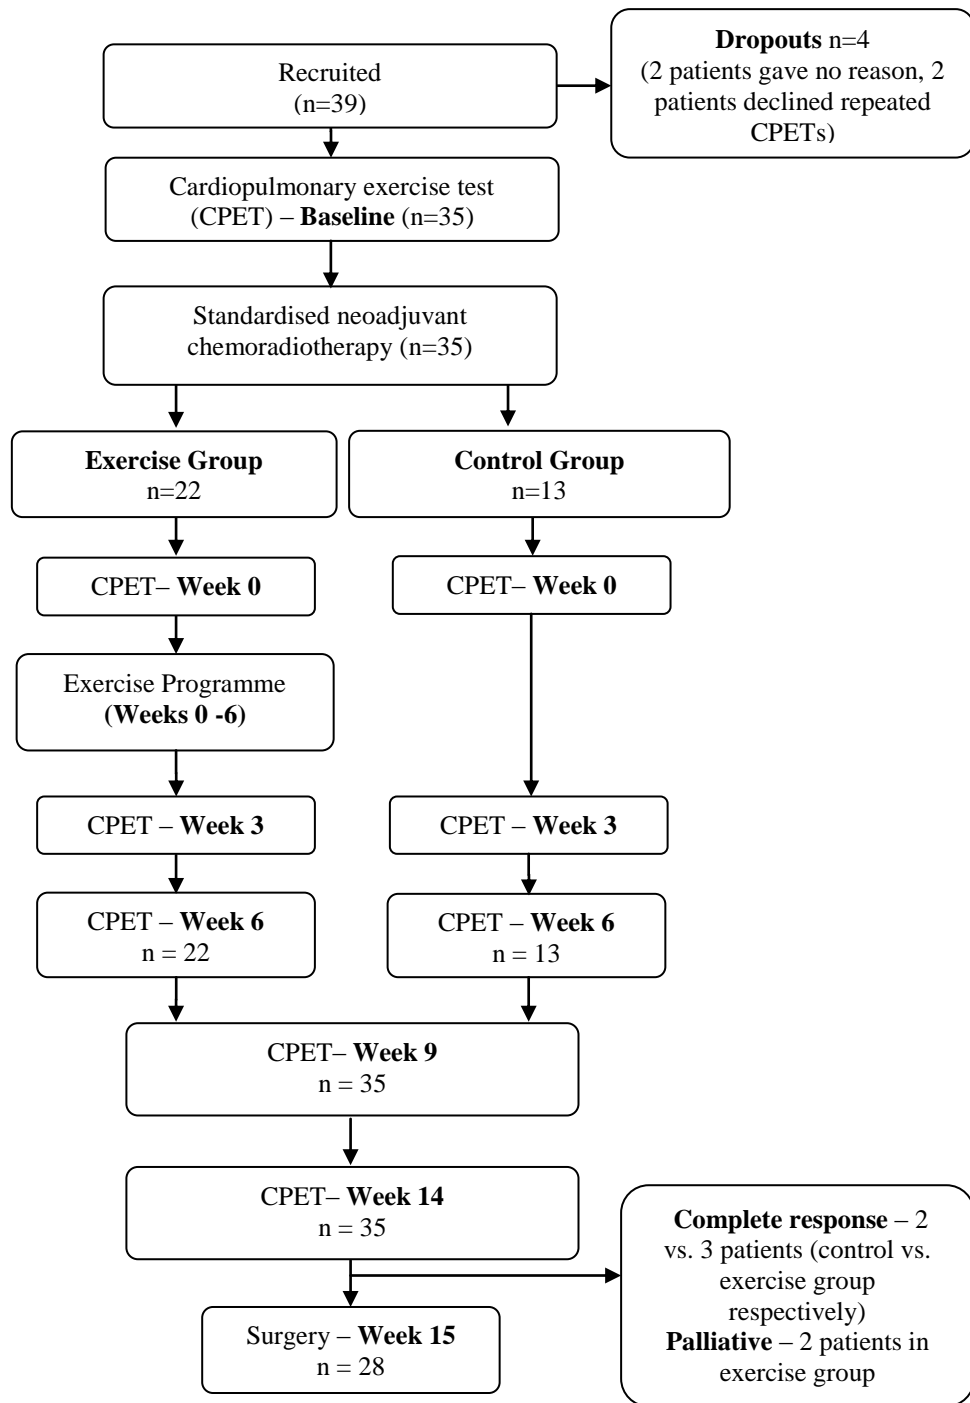 Recruited
(n=39)
Dropouts n=4
(2 patients gave no reason, 2
patients declined repeated
CPETs)
Cardiopulmonary exercise test
(CPET) – Baseline (n=35)
Standardised neoadjuvant
chemoradiotherapy (n=35)
Exercise Group
n=22
Control Group
n=13
CPET– Week 0
CPET– Week 0
Exercise Programme
(Weeks 0 -6)
CPET – Week 3
CPET – Week 3
CPET – Week 6
n = 22
CPET – Week 6
n = 13
CPET– Week 9
n = 35
CPET– Week 14
n = 35
Complete response – 2
vs. 3 patients (control vs.
exercise group
respectively)
Palliative – 2 patients in
exercise group
Surgery – Week 15
n = 28